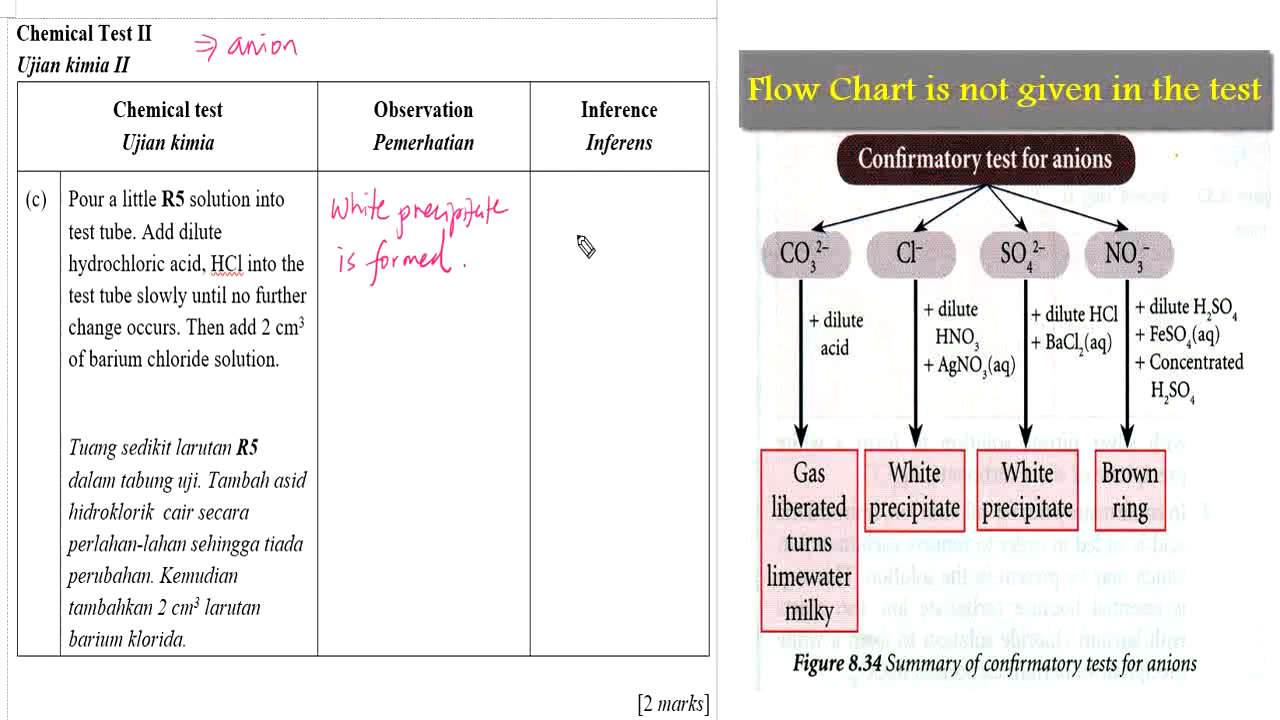 Chemical Test II
⇒ anion
Ujian kimia II
Chemical test
Ujian kimia
Observation
Pemerhatian
Inference
Inferens
(c)
Pour a little R5 solution into
test tube. Add dilute
hydrochloric acid, HCl into the
test tube slowly until no further
change occurs. Then add 2 cm³
of barium chloride solution.
Tuang sedikit larutan R5
dalam tabung uji. Tambah asid
hidroklorik cair secara
perlahan-lahan sehingga tiada
perubahan. Kemudian
tambahkan 2 cm³ larutan
barium klorida.
White precipitate
is formed.
[2 marks]
Flow Chart is not given in the test
Confirmatory test for anions
CO₃²⁻
Cl⁻
SO₄²⁻
NO₃⁻
+ dilute
acid
+ dilute
HNO₃
+ AgNO₃(aq)
+ dilute HCl
+ BaCl₂(aq)
+ dilute H₂SO₄
+ FeSO₄(aq)
+ Concentrated
H₂SO₄
Gas
liberated
turns
limewater
milky
White
precipitate
White
precipitate
Brown
ring
Figure 8.34 Summary of confirmatory tests for anions